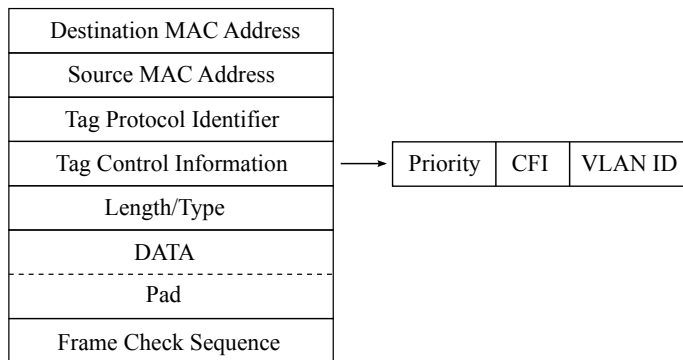 Destination MAC Address
Source MAC Address
Tag Protocol Identifier
Tag Control Information
Priority CFI VLAN ID
Length/Type
DATA
Pad
Frame Check Sequence